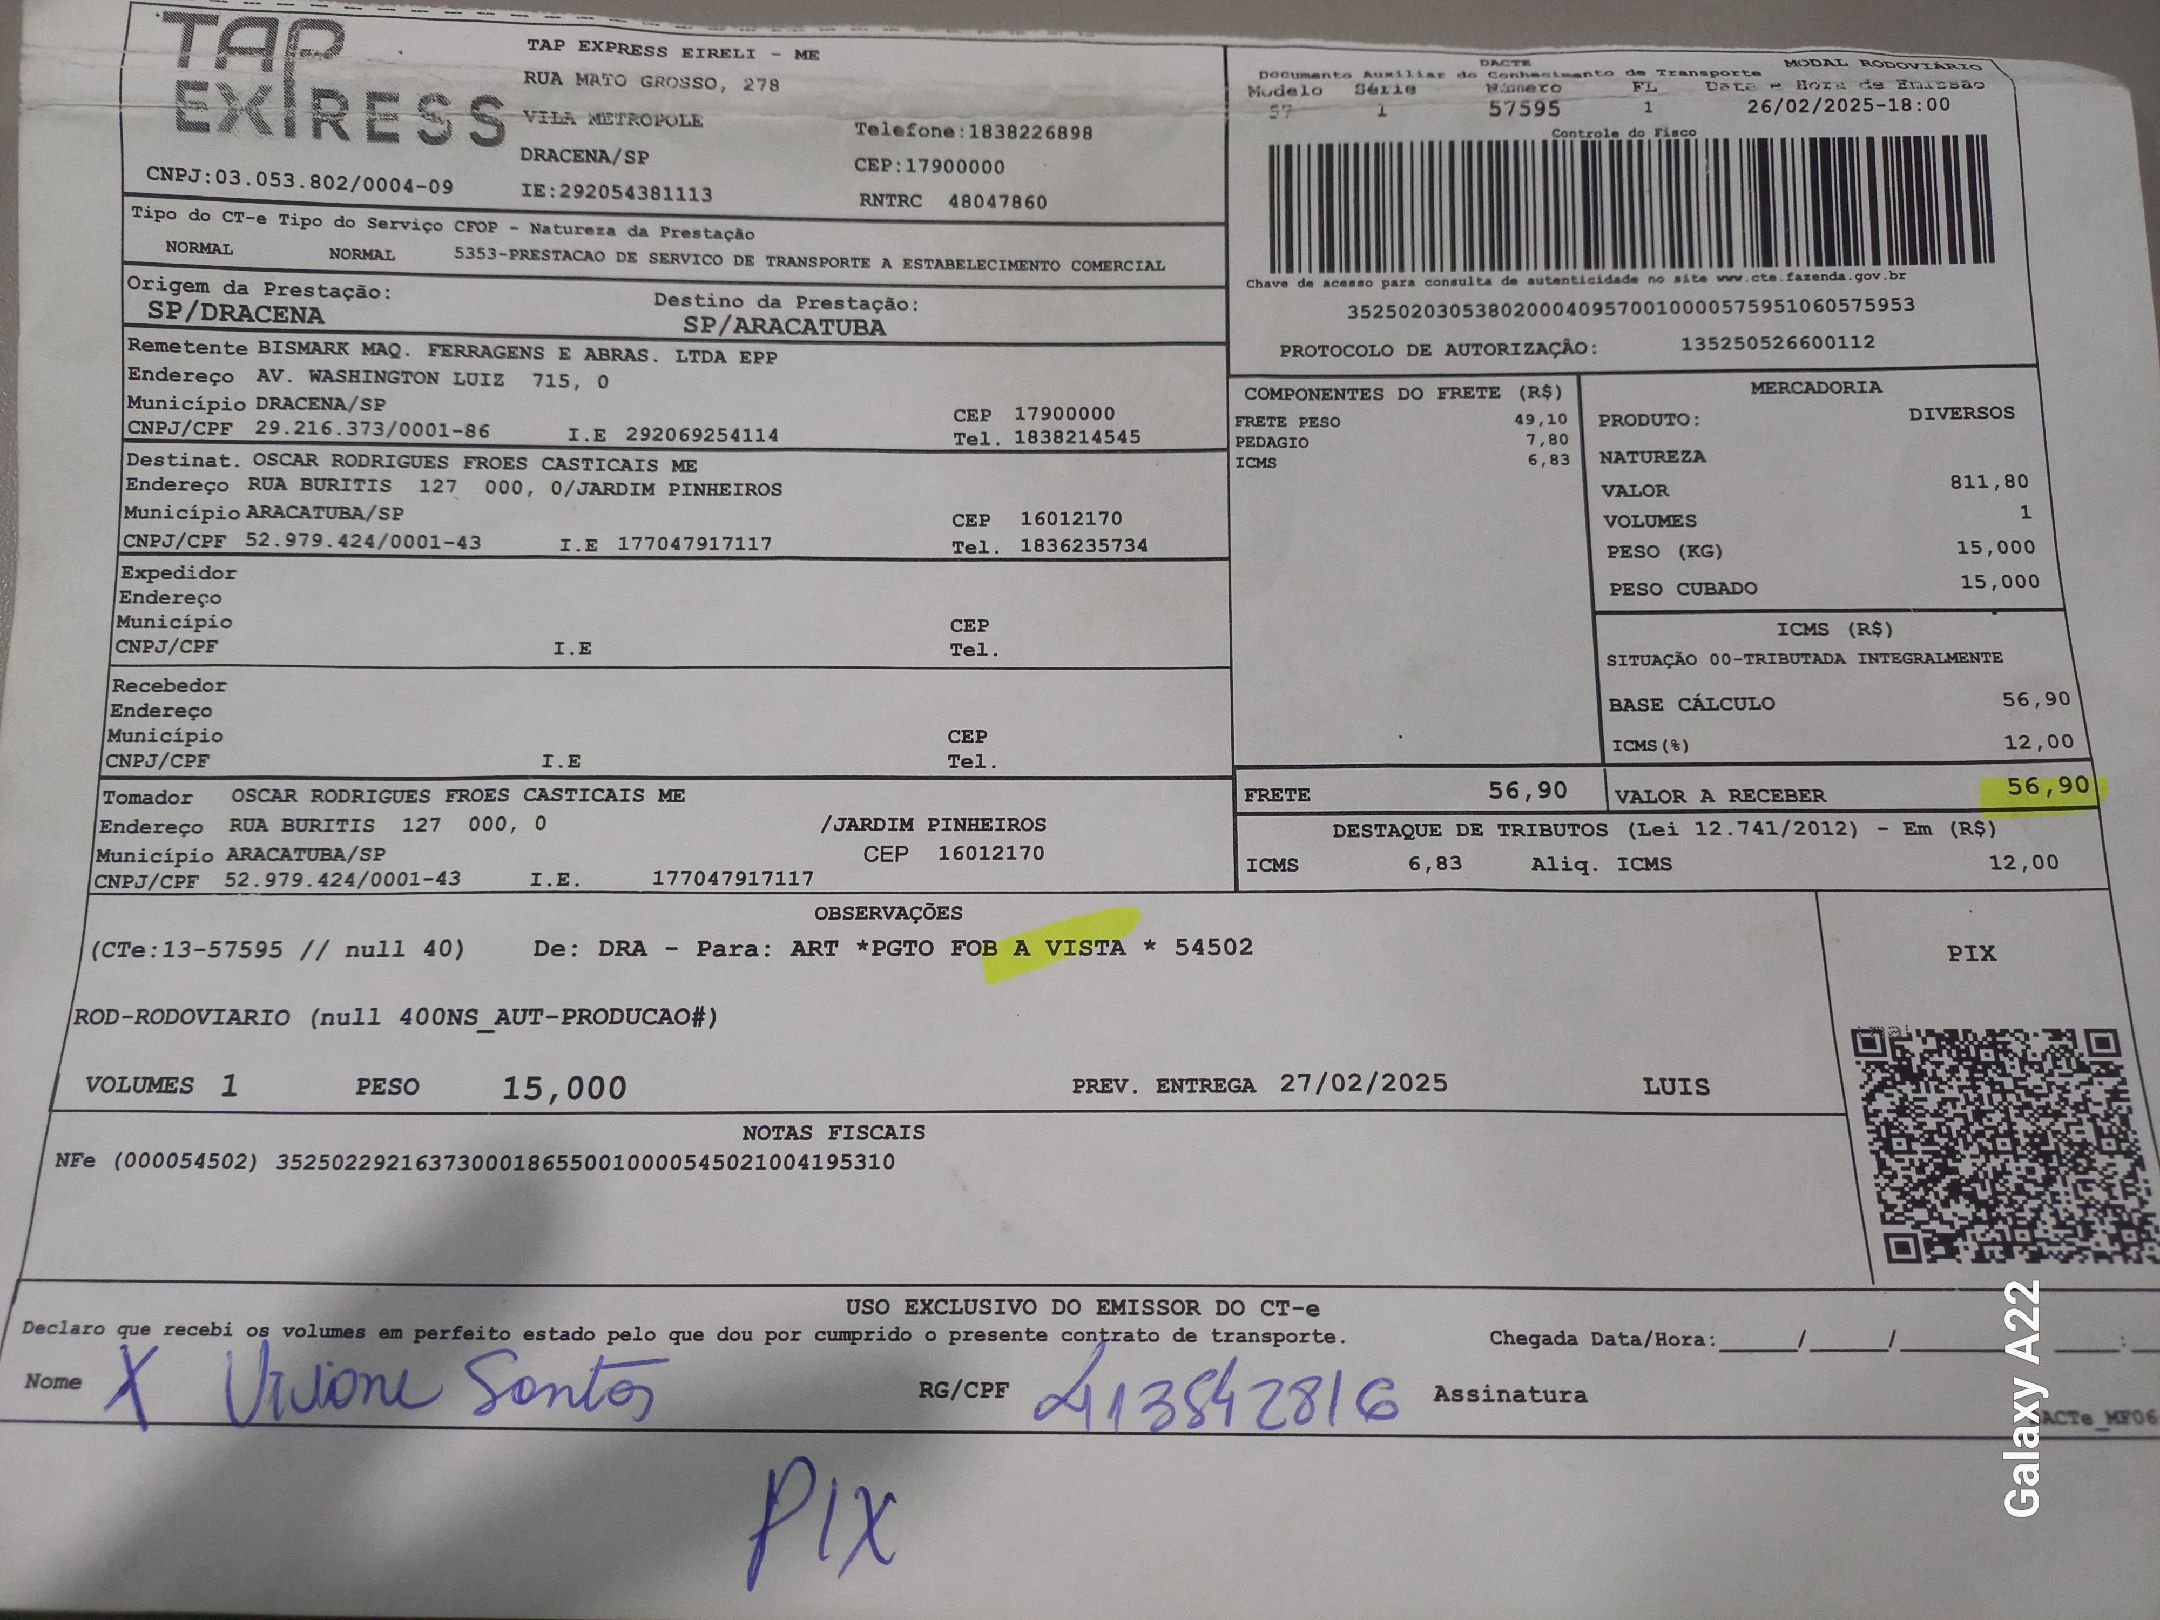 TAP EXPRESS
TAP EXPRESS EIRELI - ME
RUA MATO GROSSO, 278
VILA METROPOLE
Telefone:1838226898
DRACENA/SP
CEP:17900000
CNPJ:03.053.802/0004-09
IE:292054381113
RNTRC 48047860
DACTE
MODAL RODOVIÁRIO
Documento Auxiliar do Conhecimento de Transporte
Modelo Série Número FL Data e Hora de Emissão
57 1 57595 1 26/02/2025-18:00
Controle do Fisco
Chave de acesso para consulta de autenticidade no site www.cte.fazenda.gov.br
35250203053802000409570010000575951060575953
PROTOCOLO DE AUTORIZAÇÃO: 135250526600112
Tipo do CT-e Tipo do Serviço CFOP - Natureza da Prestação
NORMAL NORMAL 5353-PRESTACAO DE SERVICO DE TRANSPORTE A ESTABELECIMENTO COMERCIAL
Origem da Prestação: Destino da Prestação:
SP/DRACENA SP/ARACATUBA
Remetente BISMARK MAQ. FERRAGENS E ABRAS. LTDA EPP
Endereço AV. WASHINGTON LUIZ 715, 0
Município DRACENA/SP CEP 17900000
CNPJ/CPF 29.216.373/0001-86 I.E 292069254114 Tel. 1838214545
Destinat. OSCAR RODRIGUES FROES CASTICAIS ME
Endereço RUA BURITIS 127 000, 0/JARDIM PINHEIROS
Município ARACATUBA/SP CEP 16012170
CNPJ/CPF 52.979.424/0001-43 I.E 177047917117 Tel. 1836235734
Expedidor
Endereço
Município CEP
CNPJ/CPF I.E Tel.
Recebedor
Endereço
Município CEP
CNPJ/CPF I.E Tel.
Tomador OSCAR RODRIGUES FROES CASTICAIS ME
Endereço RUA BURITIS 127 000, 0 /JARDIM PINHEIROS
Município ARACATUBA/SP CEP 16012170
CNPJ/CPF 52.979.424/0001-43 I.E. 177047917117
COMPONENTES DO FRETE (R$)
FRETE PESO 49,10
PEDAGIO 7,80
ICMS 6,83
MERCADORIA
PRODUTO: DIVERSOS
NATUREZA
VALOR 811,80
VOLUMES 1
PESO (KG) 15,000
PESO CUBADO 15,000
ICMS (R$)
SITUAÇÃO 00-TRIBUTADA INTEGRALMENTE
BASE CÁLCULO 56,90
ICMS(%) 12,00
FRETE 56,90 VALOR A RECEBER 56,90
DESTAQUE DE TRIBUTOS (Lei 12.741/2012) - Em (R$)
ICMS 6,83 Aliq. ICMS 12,00
OBSERVAÇÕES
(CTe:13-57595 // null 40) De: DRA - Para: ART *PGTO FOB A VISTA * 54502
PIX
ROD-RODOVIARIO (null 400NS_AUT-PRODUCAO#)
VOLUMES 1 PESO 15,000 PREV. ENTREGA 27/02/2025 LUIS
NOTAS FISCAIS
NFe (000054502) 35250229216373000186550010000545021004195310
USO EXCLUSIVO DO EMISSOR DO CT-e
Declaro que recebi os volumes em perfeito estado pelo que dou por cumprido o presente contrato de transporte. Chegada Data/Hora:_____/_____/________ ____:__
Nome X Viviane Santos RG/CPF 413842816 Assinatura
PIX
Galaxy A22